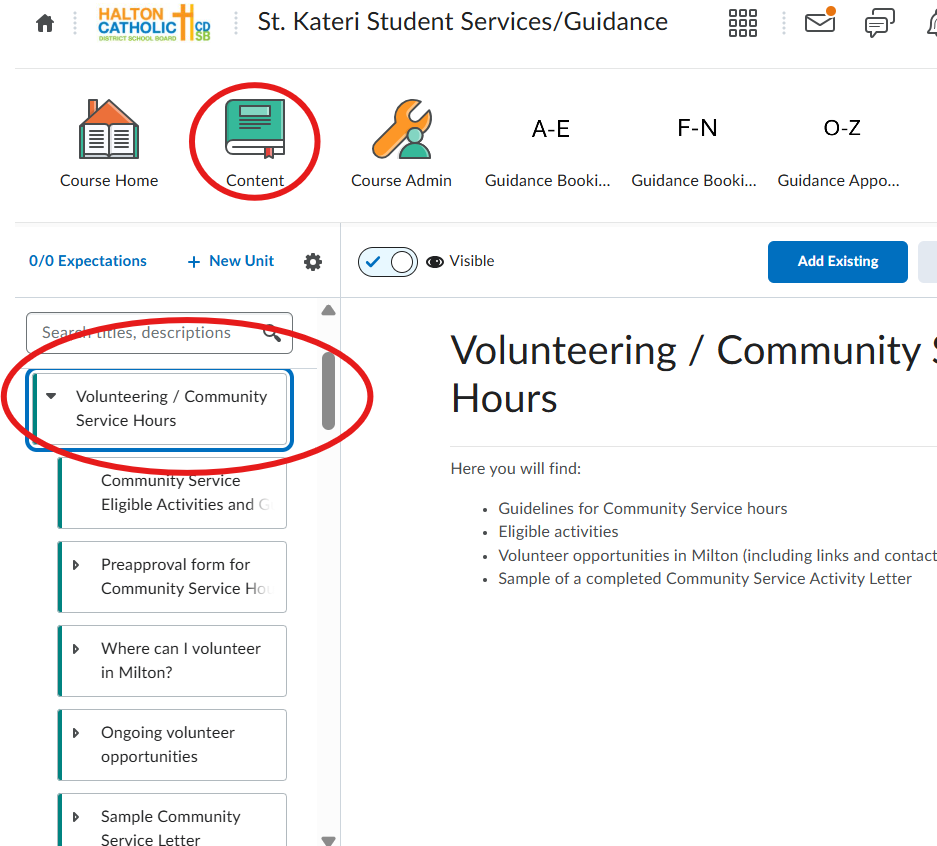 HALTON
CATHOLIC CD
DISTRICT SCHOOL BOARD SB
St. Kateri Student Services/Guidance
A-E
F-N
O-Z
Course Home
Content
Course Admin
Guidance Booki...
Guidance Booki...
Guidance Appo...
0/0 Expectations
+ New Unit
Visible
Add Existing
Search titles, descriptions
Volunteering / Community
Service Hours
Community Service
Eligible Activities and G
Preapproval form for
Community Service Hou
Where can I volunteer
in Milton?
Ongoing volunteer
opportunities
Sample Community
Service Letter
Volunteering / Community S
Hours
Here you will find:
• Guidelines for Community Service hours
• Eligible activities
• Volunteer opportunities in Milton (including links and contact
• Sample of a completed Community Service Activity Letter